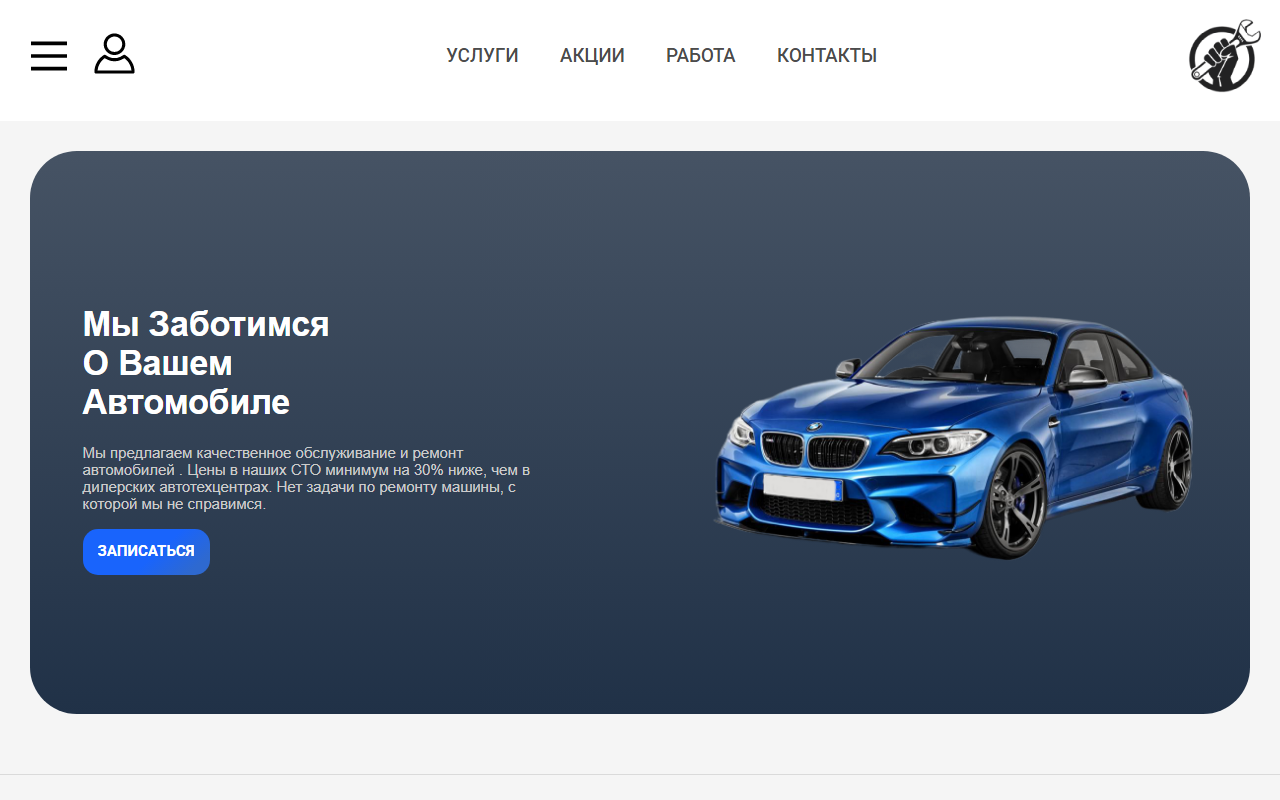 УСЛУГИ АКЦИИ РАБОТА КОНТАКТЫ
Мы Заботимся
О Вашем
Автомобиле
Мы предлагаем качественное обслуживание и ремонт
автомобилей . Цены в наших СТО минимум на 30% ниже, чем в
дилерских автотехцентрах. Нет задачи по ремонту машины, с
которой мы не справимся.
ЗАПИСАТЬСЯ